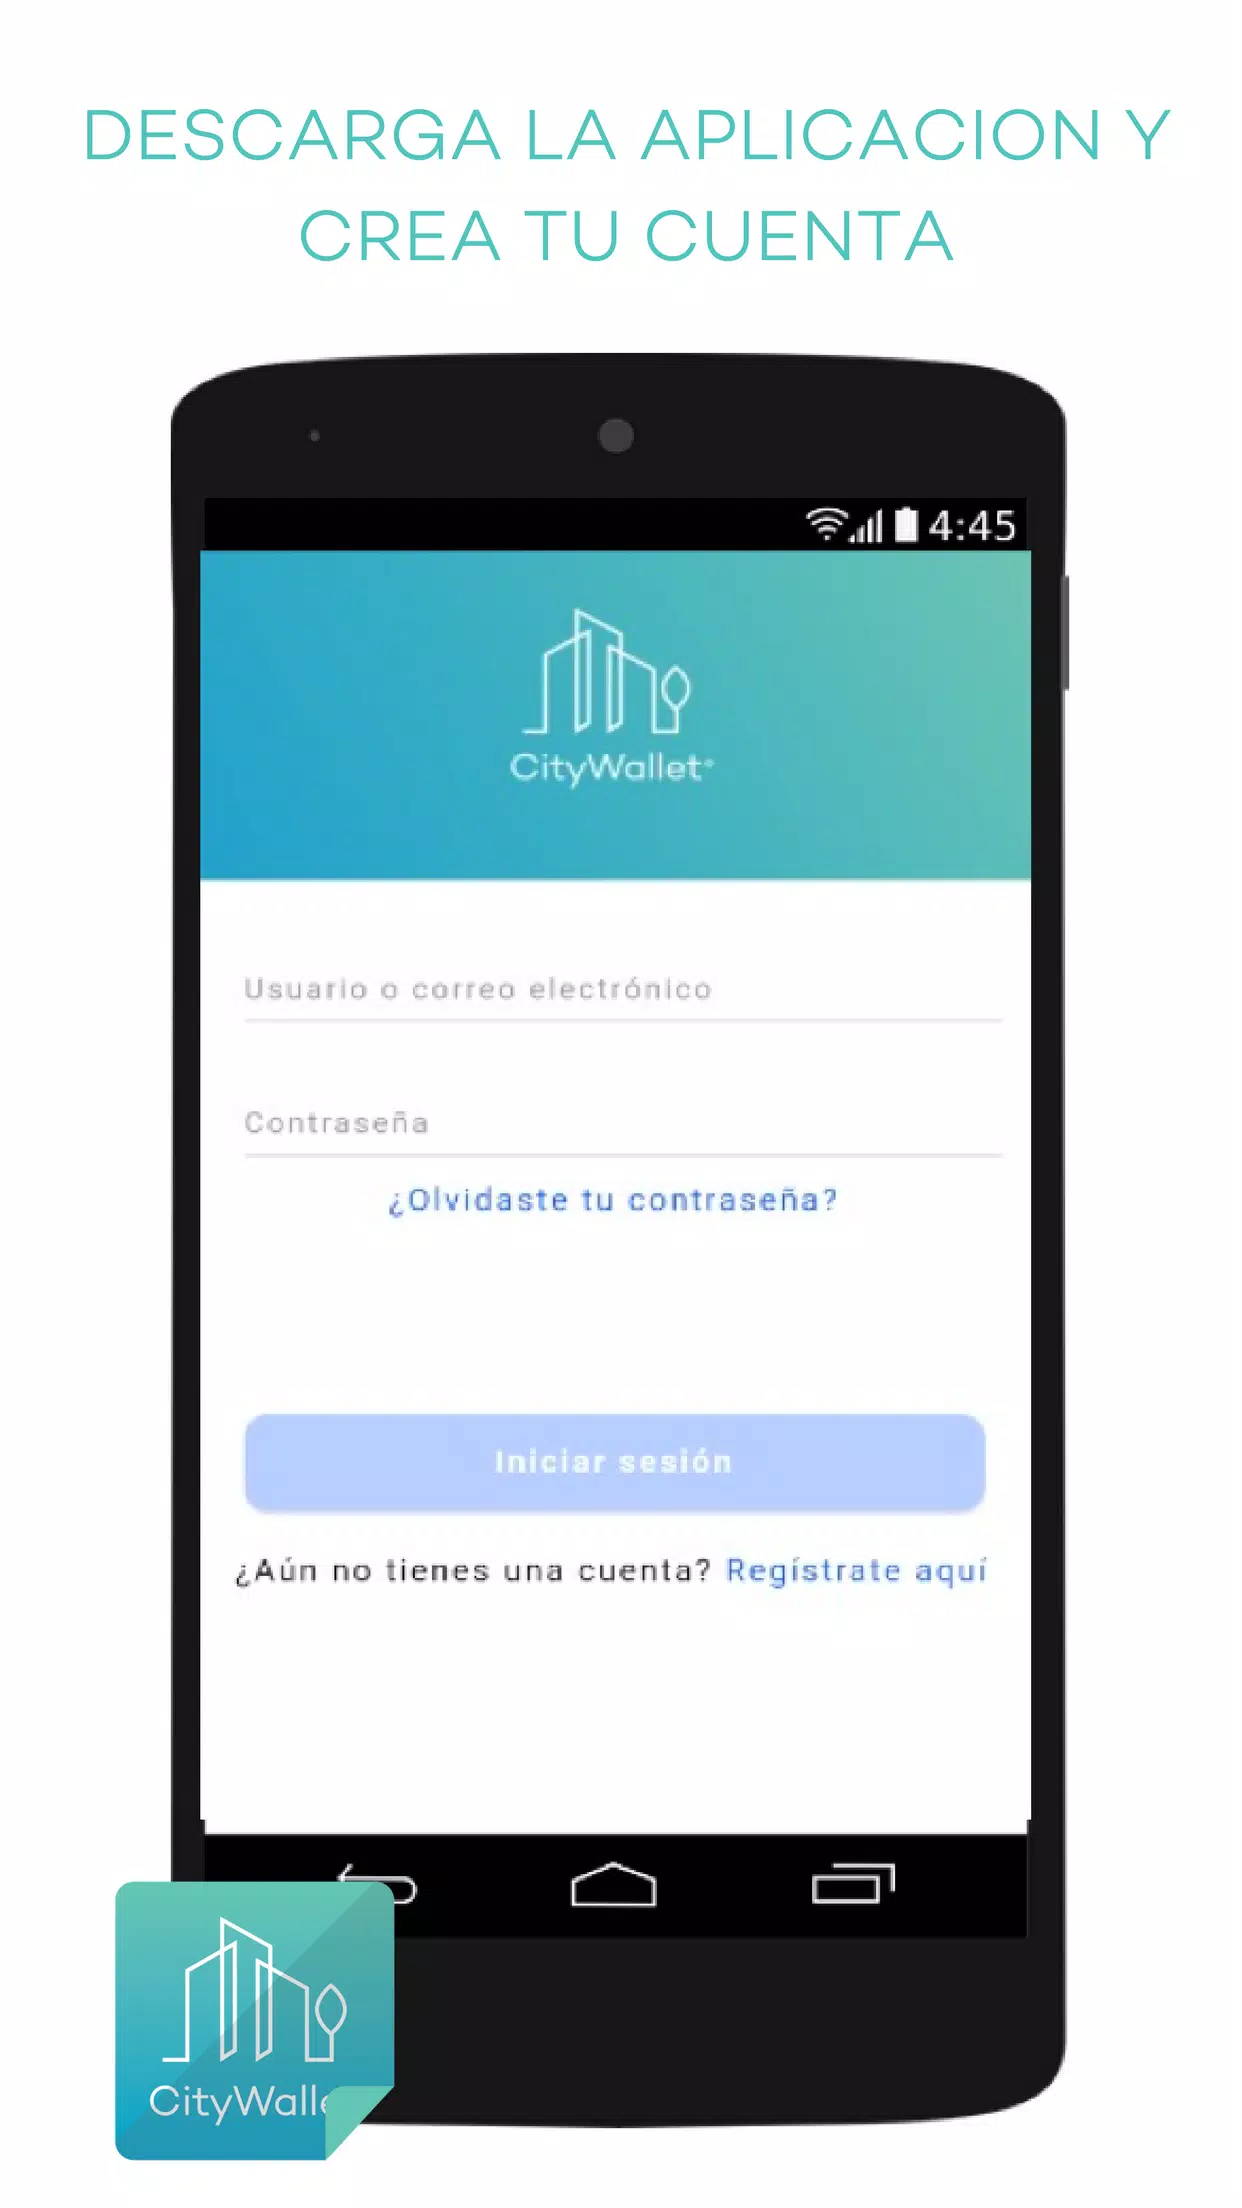 DESCARGA LA APLICACION Y
CREA TU CUENTA
4:45
CityWallet
Usuario o correo electrónico
Contraseña
¿Olvidaste tu contraseña?
Iniciar sesión
¿Aún no tienes una cuenta? Regístrate aquí
CityWalle